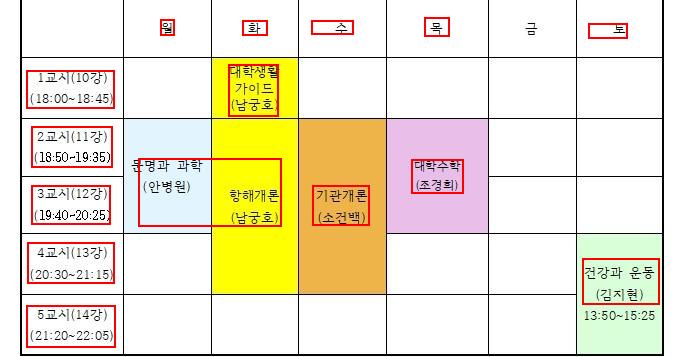 월 화 수 목 금 토
1교시(10강)
(18:00~18:45)
대학생활
가이드
(남궁호)
2교시(11강)
(18:50~19:35)
문명과 과학
(안병원)
대학수학
(조경희)
3교시(12강)
(19:40~20:25)
항해개론
(남궁호)
기관개론
(소건백)
4교시(13강)
(20:30~21:15)
건강과 운동
(김지현)
13:50~15:25
5교시(14강)
(21:20~22:05)